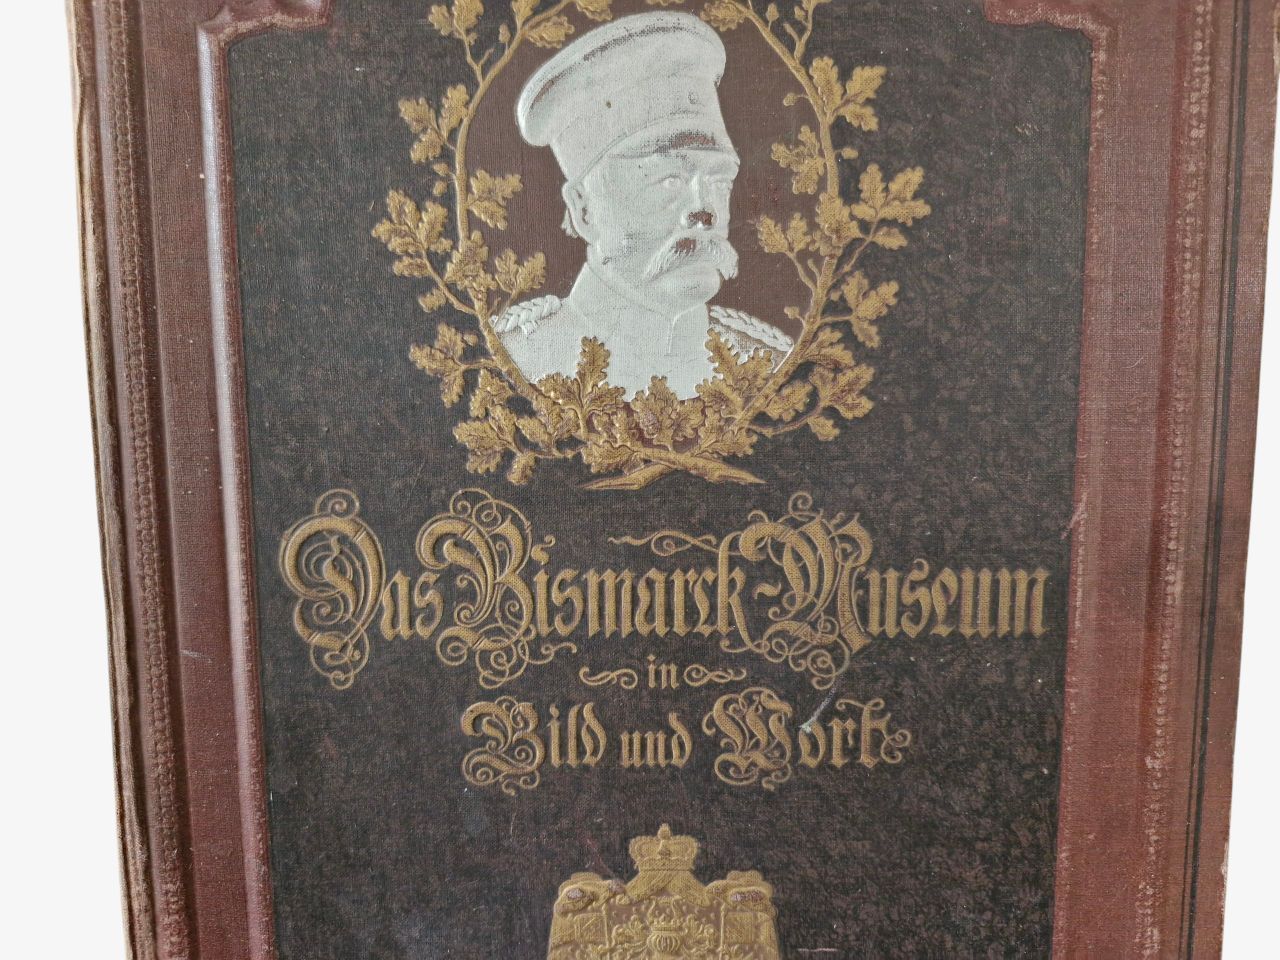 Das Bismarck-Museum
in
Bild und Wort